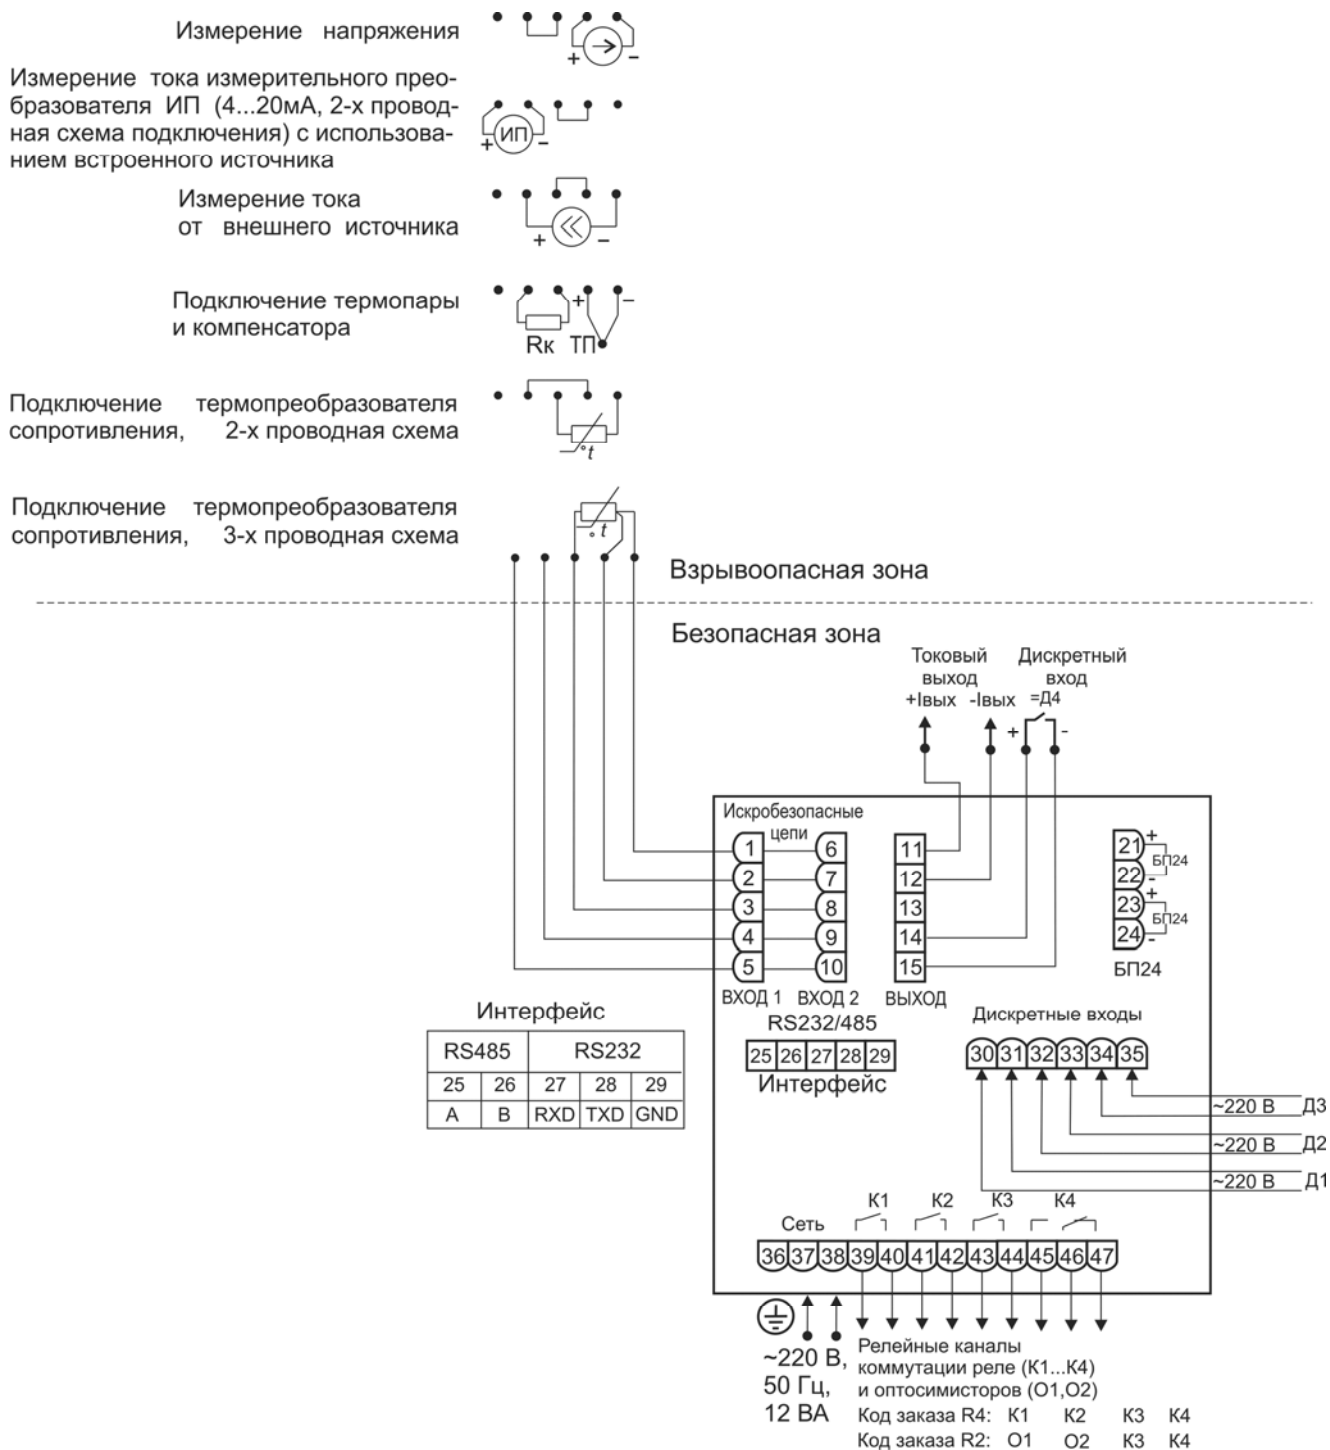 Измерение напряжения
+ −
Измерение тока измерительного прео-
бразователя ИП (4...20мА, 2-х провод-
ная схема подключения) с использова-
нием встроенного источника
+ ИП −
Измерение тока
от внешнего источника
+ −
Подключение термопары
и компенсатора
+ −
Rк ТП
Подключение термопреобразователя
сопротивления, 2-х проводная схема
°t
Подключение термопреобразователя
сопротивления, 3-х проводная схема
°t
Взрывоопасная зона
Безопасная зона
Токовый
выход
+Iвых -Iвых
Дискретный
вход
=Д4
+ -
Искробезопасные
цепи
1 6 11
2 7 12
3 8 13
4 9 14
5 10 15
ВХОД 1 ВХОД 2 ВЫХОД
21 +
БП24
22 -
23 +
БП24
24 -
БП24
RS232/485
25 26 27 28 29
Интерфейс
Дискретные входы
30 31 32 33 34 35
~220 В Д3
~220 В Д2
~220 В Д1
Интерфейс
RS485 RS232
25 26 27 28 29
A B RXD TXD GND
Сеть К1 К2 К3 К4
36 37 38 39 40 41 42 43 44 45 46 47
~220 В,
50 Гц,
12 ВА
Релейные каналы
коммутации реле (К1...К4)
и оптосимисторов (О1,О2)
Код заказа R4: К1 К2 К3 К4
Код заказа R2: О1 О2 К3 К4